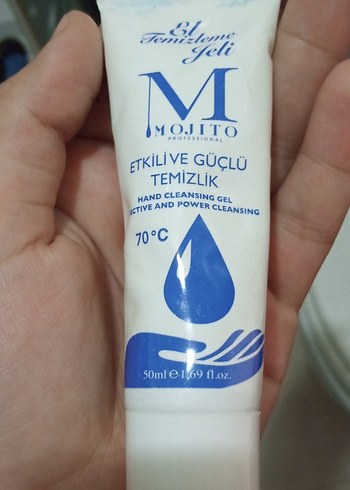 El
Temizleme
Jeli
M
MOJITO
PROFESSIONAL
ETKİLİ VE GÜÇLÜ
TEMİZLİK
HAND CLEANSING GEL
AND POWER CLEANSING
70 °C
50ml e 1.69 fl.oz.